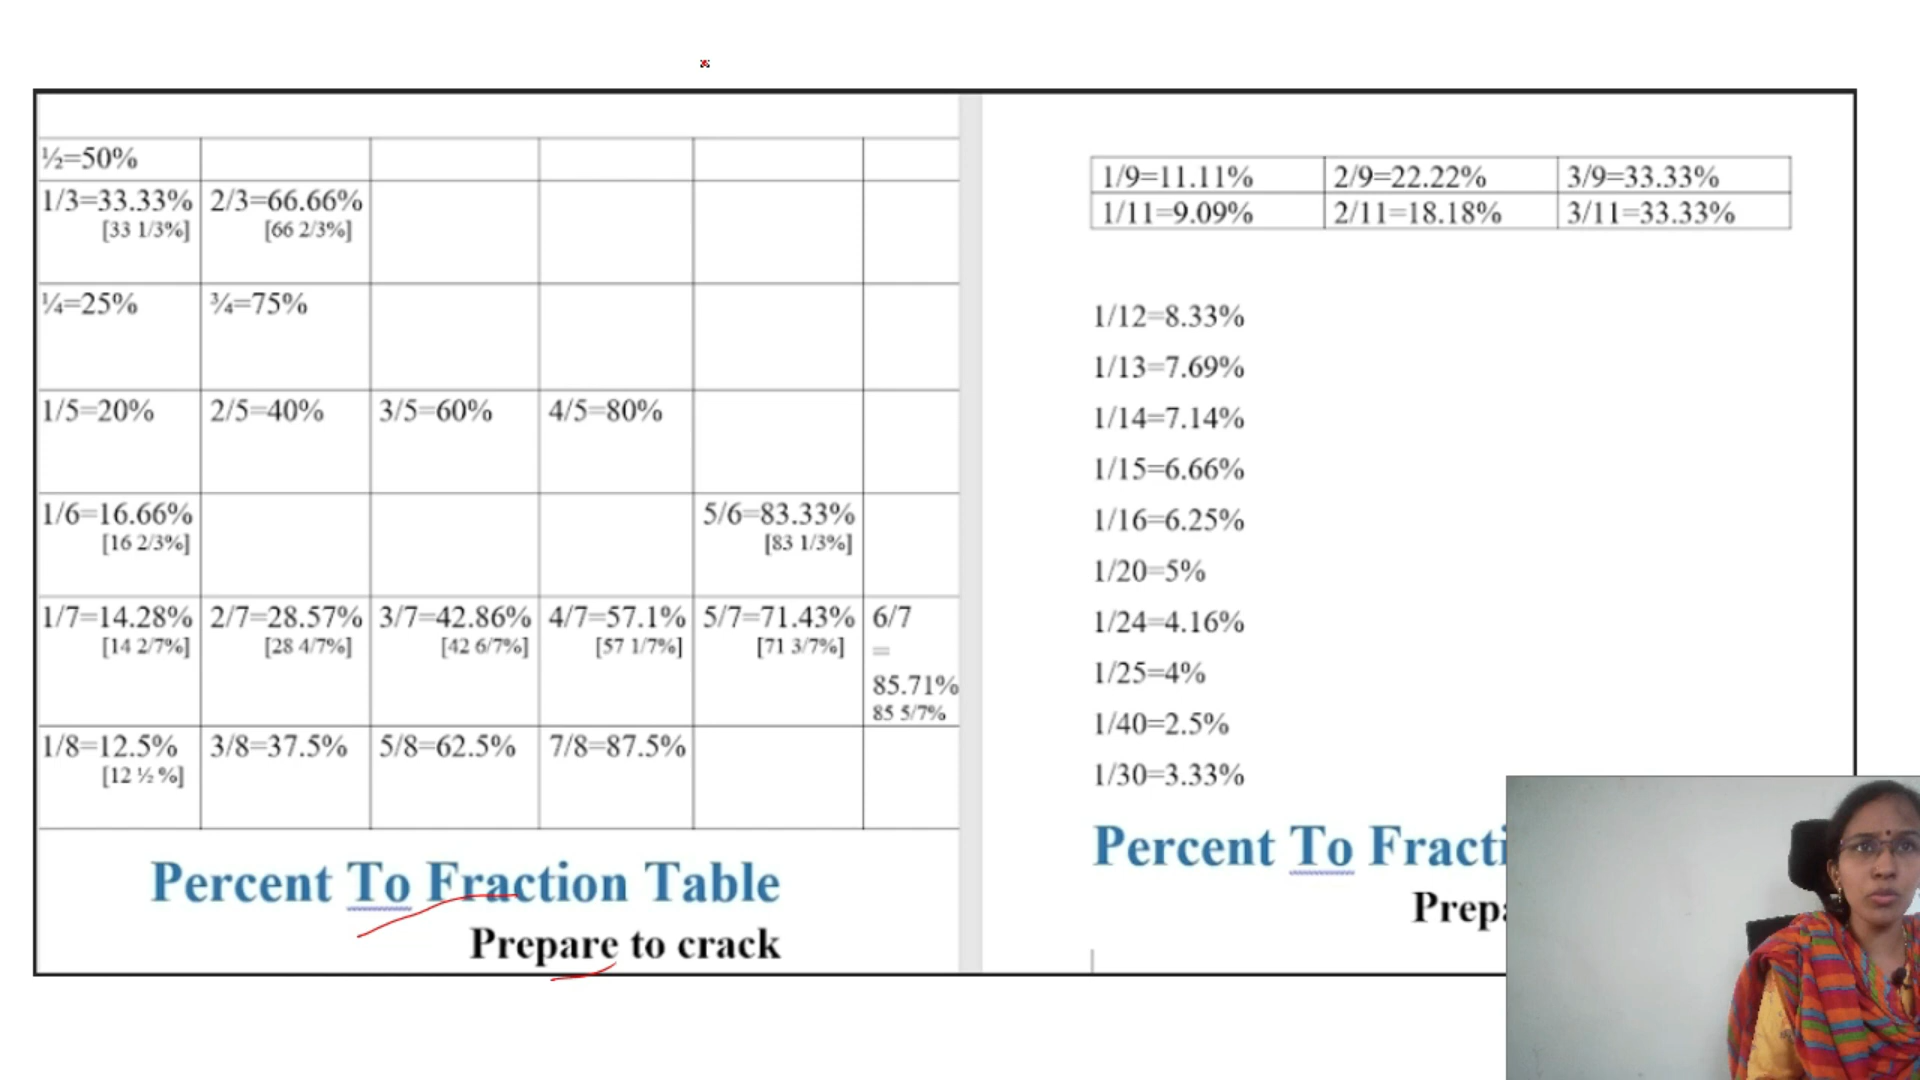 ½=50%
1/3=33.33% 2/3=66.66%
[33 1/3%] [66 2/3%]
¼=25% ¾=75%
1/5=20% 2/5=40% 3/5=60% 4/5=80%
1/6=16.66% 5/6=83.33%
[16 2/3%] [83 1/3%]
1/7=14.28% 2/7=28.57% 3/7=42.86% 4/7=57.1% 5/7=71.43% 6/7
[14 2/7%] [28 4/7%] [42 6/7%] [57 1/7%] [71 3/7%] =
85.71%
85 5/7%
1/8=12.5% 3/8=37.5% 5/8=62.5% 7/8=87.5%
[12 ½ %]
Percent To Fraction Table
Prepare to crack
1/9=11.11% 2/9=22.22% 3/9=33.33%
1/11=9.09% 2/11=18.18% 3/11=33.33%
1/12=8.33%
1/13=7.69%
1/14=7.14%
1/15=6.66%
1/16=6.25%
1/20=5%
1/24=4.16%
1/25=4%
1/40=2.5%
1/30=3.33%
Percent To Fracti
Prepa